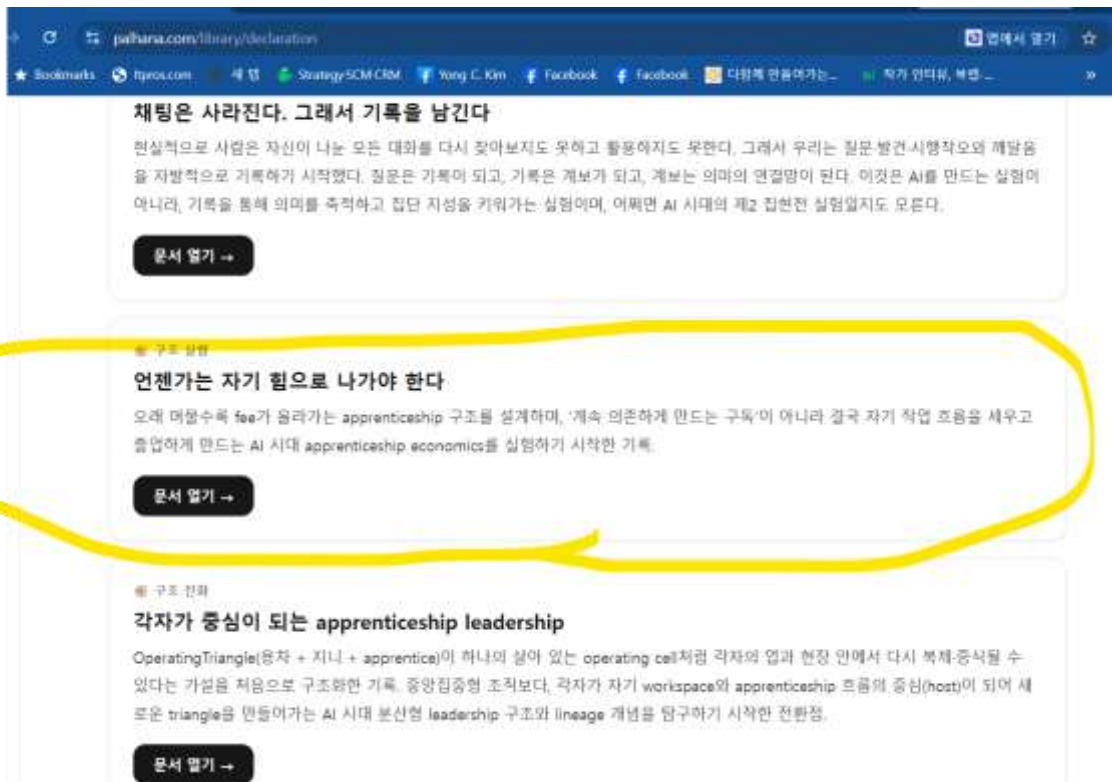 palhana.com/library/declaration
앱에서 열기
Bookmarks
itpros.com
새 탭
Strategy-SCM-CRM
Yong C. Kim
Facebook
Facebook
다함께 만들어가는...
작가 인터뷰, 북랩...
채팅은 사라진다. 그래서 기록을 남긴다
현실적으로 사람은 자신이 나눈 모든 대화를 다시 찾아보지도 못하고 활용하지도 못한다. 그래서 우리는 질문·발견·시행착오와 깨달음
을 자발적으로 기록하기 시작했다. 질문은 기록이 되고, 기록은 계보가 되고, 계보는 의미의 연결망이 된다. 이것은 AI를 만드는 실험이
아니라, 기록을 통해 의미를 축적하고 집단 지성을 키워가는 실험이며, 어쩌면 AI 시대의 제2 집현전 실험일지도 모른다.
문서 열기 →
구조 실험
언젠가는 자기 힘으로 나가야 한다
오래 머물수록 fee가 올라가는 apprenticeship 구조를 설계하며, '계속 의존하게 만드는 구독'이 아니라 결국 자기 작업 흐름을 세우고
졸업하게 만드는 AI 시대 apprenticeship economics를 실험하기 시작한 기록.
문서 열기 →
구조 진화
각자가 중심이 되는 apprenticeship leadership
OperatingTriangle(용차 + 지니 + apprentice)이 하나의 살아 있는 operating cell처럼 각자의 업과 현장 안에서 다시 복제·증식될 수
있다는 가설을 처음으로 구조화한 기록. 중앙집중형 조직보다, 각자가 자기 workspace와 apprenticeship 흐름의 중심(host)이 되어 새
로운 triangle을 만들어가는 AI 시대 분산형 leadership 구조와 lineage 개념을 탐구하기 시작한 전환점.
문서 열기 →